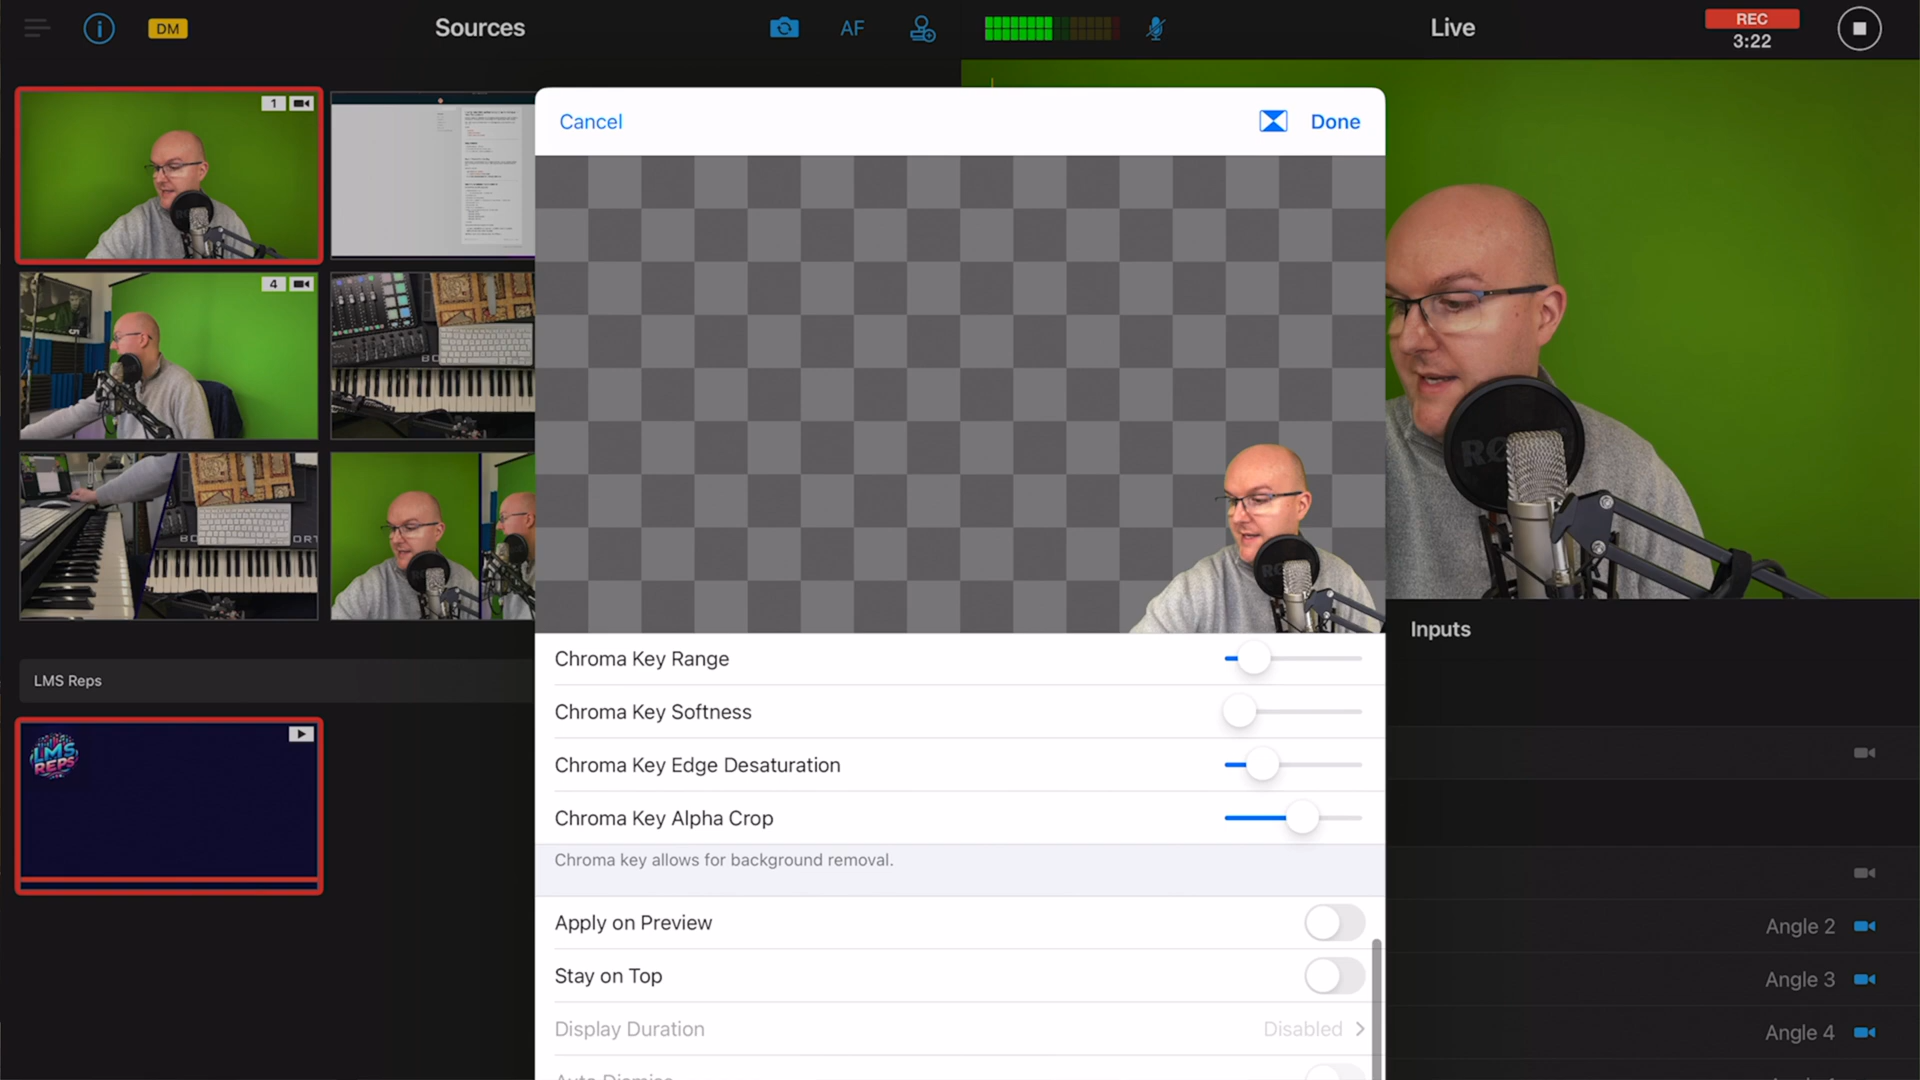 DM
Sources
AF
Live
REC
3:22
1
Cancel
Done
4
Chroma Key Range
Chroma Key Softness
Chroma Key Edge Desaturation
Chroma Key Alpha Crop
Chroma key allows for background removal.
Apply on Preview
Stay on Top
Display Duration
Disabled
LMS Reps
LMS
REPS
Inputs
Angle 2
Angle 3
Angle 4